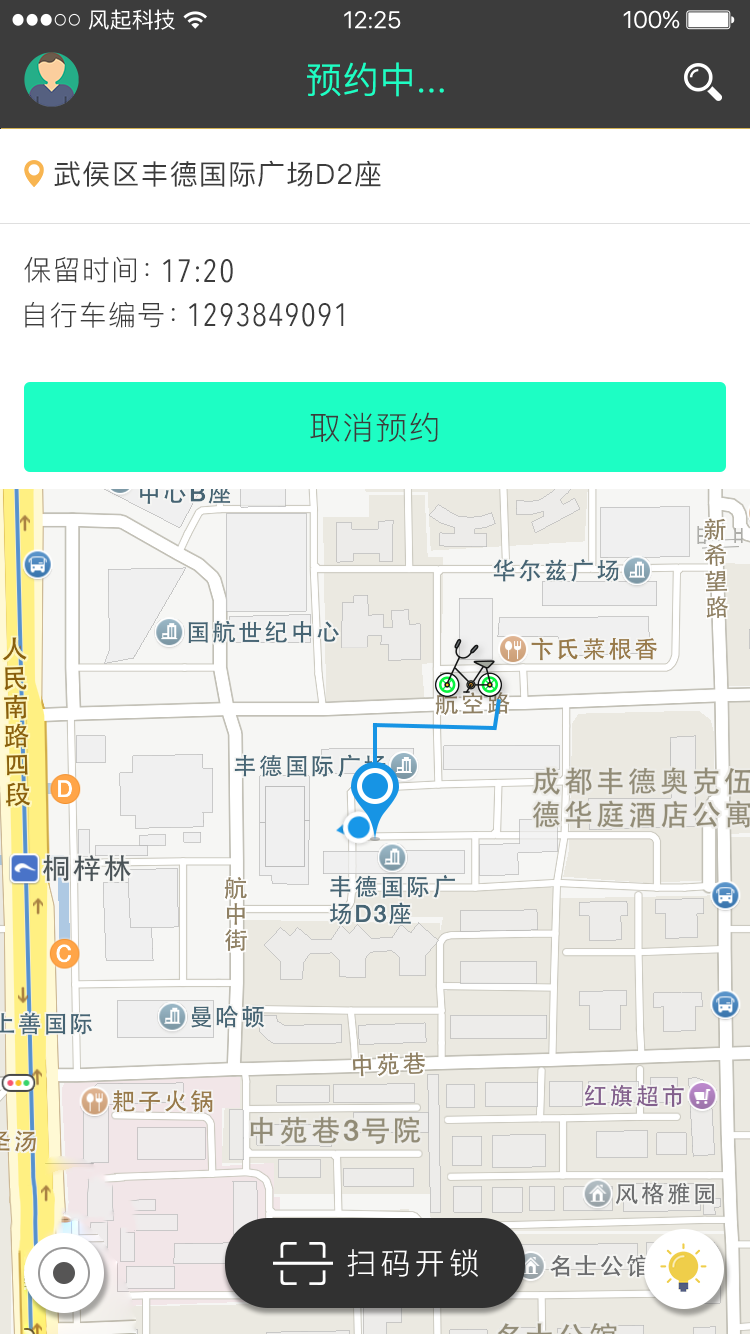 风起科技
12:25
100%
预约中...
武侯区丰德国际广场D2座
保留时间：17:20
自行车编号：1293849091
取消预约
中心B座
新希望路
华尔兹广场
国航世纪中心
卞氏菜根香
人民南路四段
航空路
丰德国际广场
成都丰德奥克伍
德华庭酒店公寓
D
桐梓林
丰德国际广
场D3座
航中街
C
上善国际
曼哈顿
中苑巷
红旗超市
耙子火锅
中苑巷3号院
圣汤
风格雅园
扫码开锁
名士公馆
名士公馆